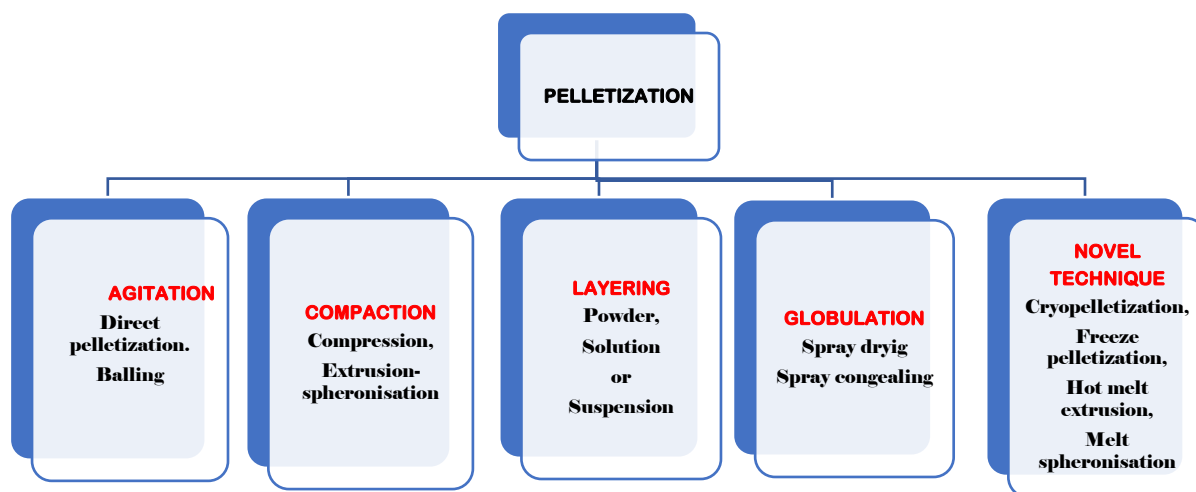 PELLETIZATION
AGITATION
Direct
pelletization.
Balling
COMPACTION
Compression,
Extrusion-
spheronisation
LAYERING
Powder,
Solution
or
Suspension
GLOBULATION
Spray dryig
Spray congealing
NOVEL
TECHNIQUE
Cryopelletization,
Freeze
pelletization,
Hot melt
extrusion,
Melt
spheronisation